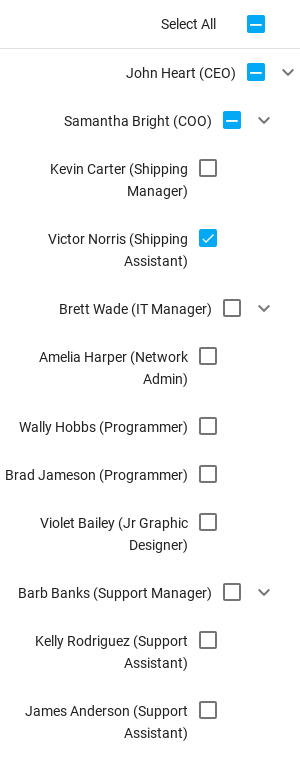 Select All
John Heart (CEO)
Samantha Bright (COO)
Kevin Carter (Shipping
Manager)
Victor Norris (Shipping
Assistant)
Brett Wade (IT Manager)
Amelia Harper (Network
Admin)
Wally Hobbs (Programmer)
Brad Jameson (Programmer)
Violet Bailey (Jr Graphic
Designer)
Barb Banks (Support Manager)
Kelly Rodriguez (Support
Assistant)
James Anderson (Support
Assistant)